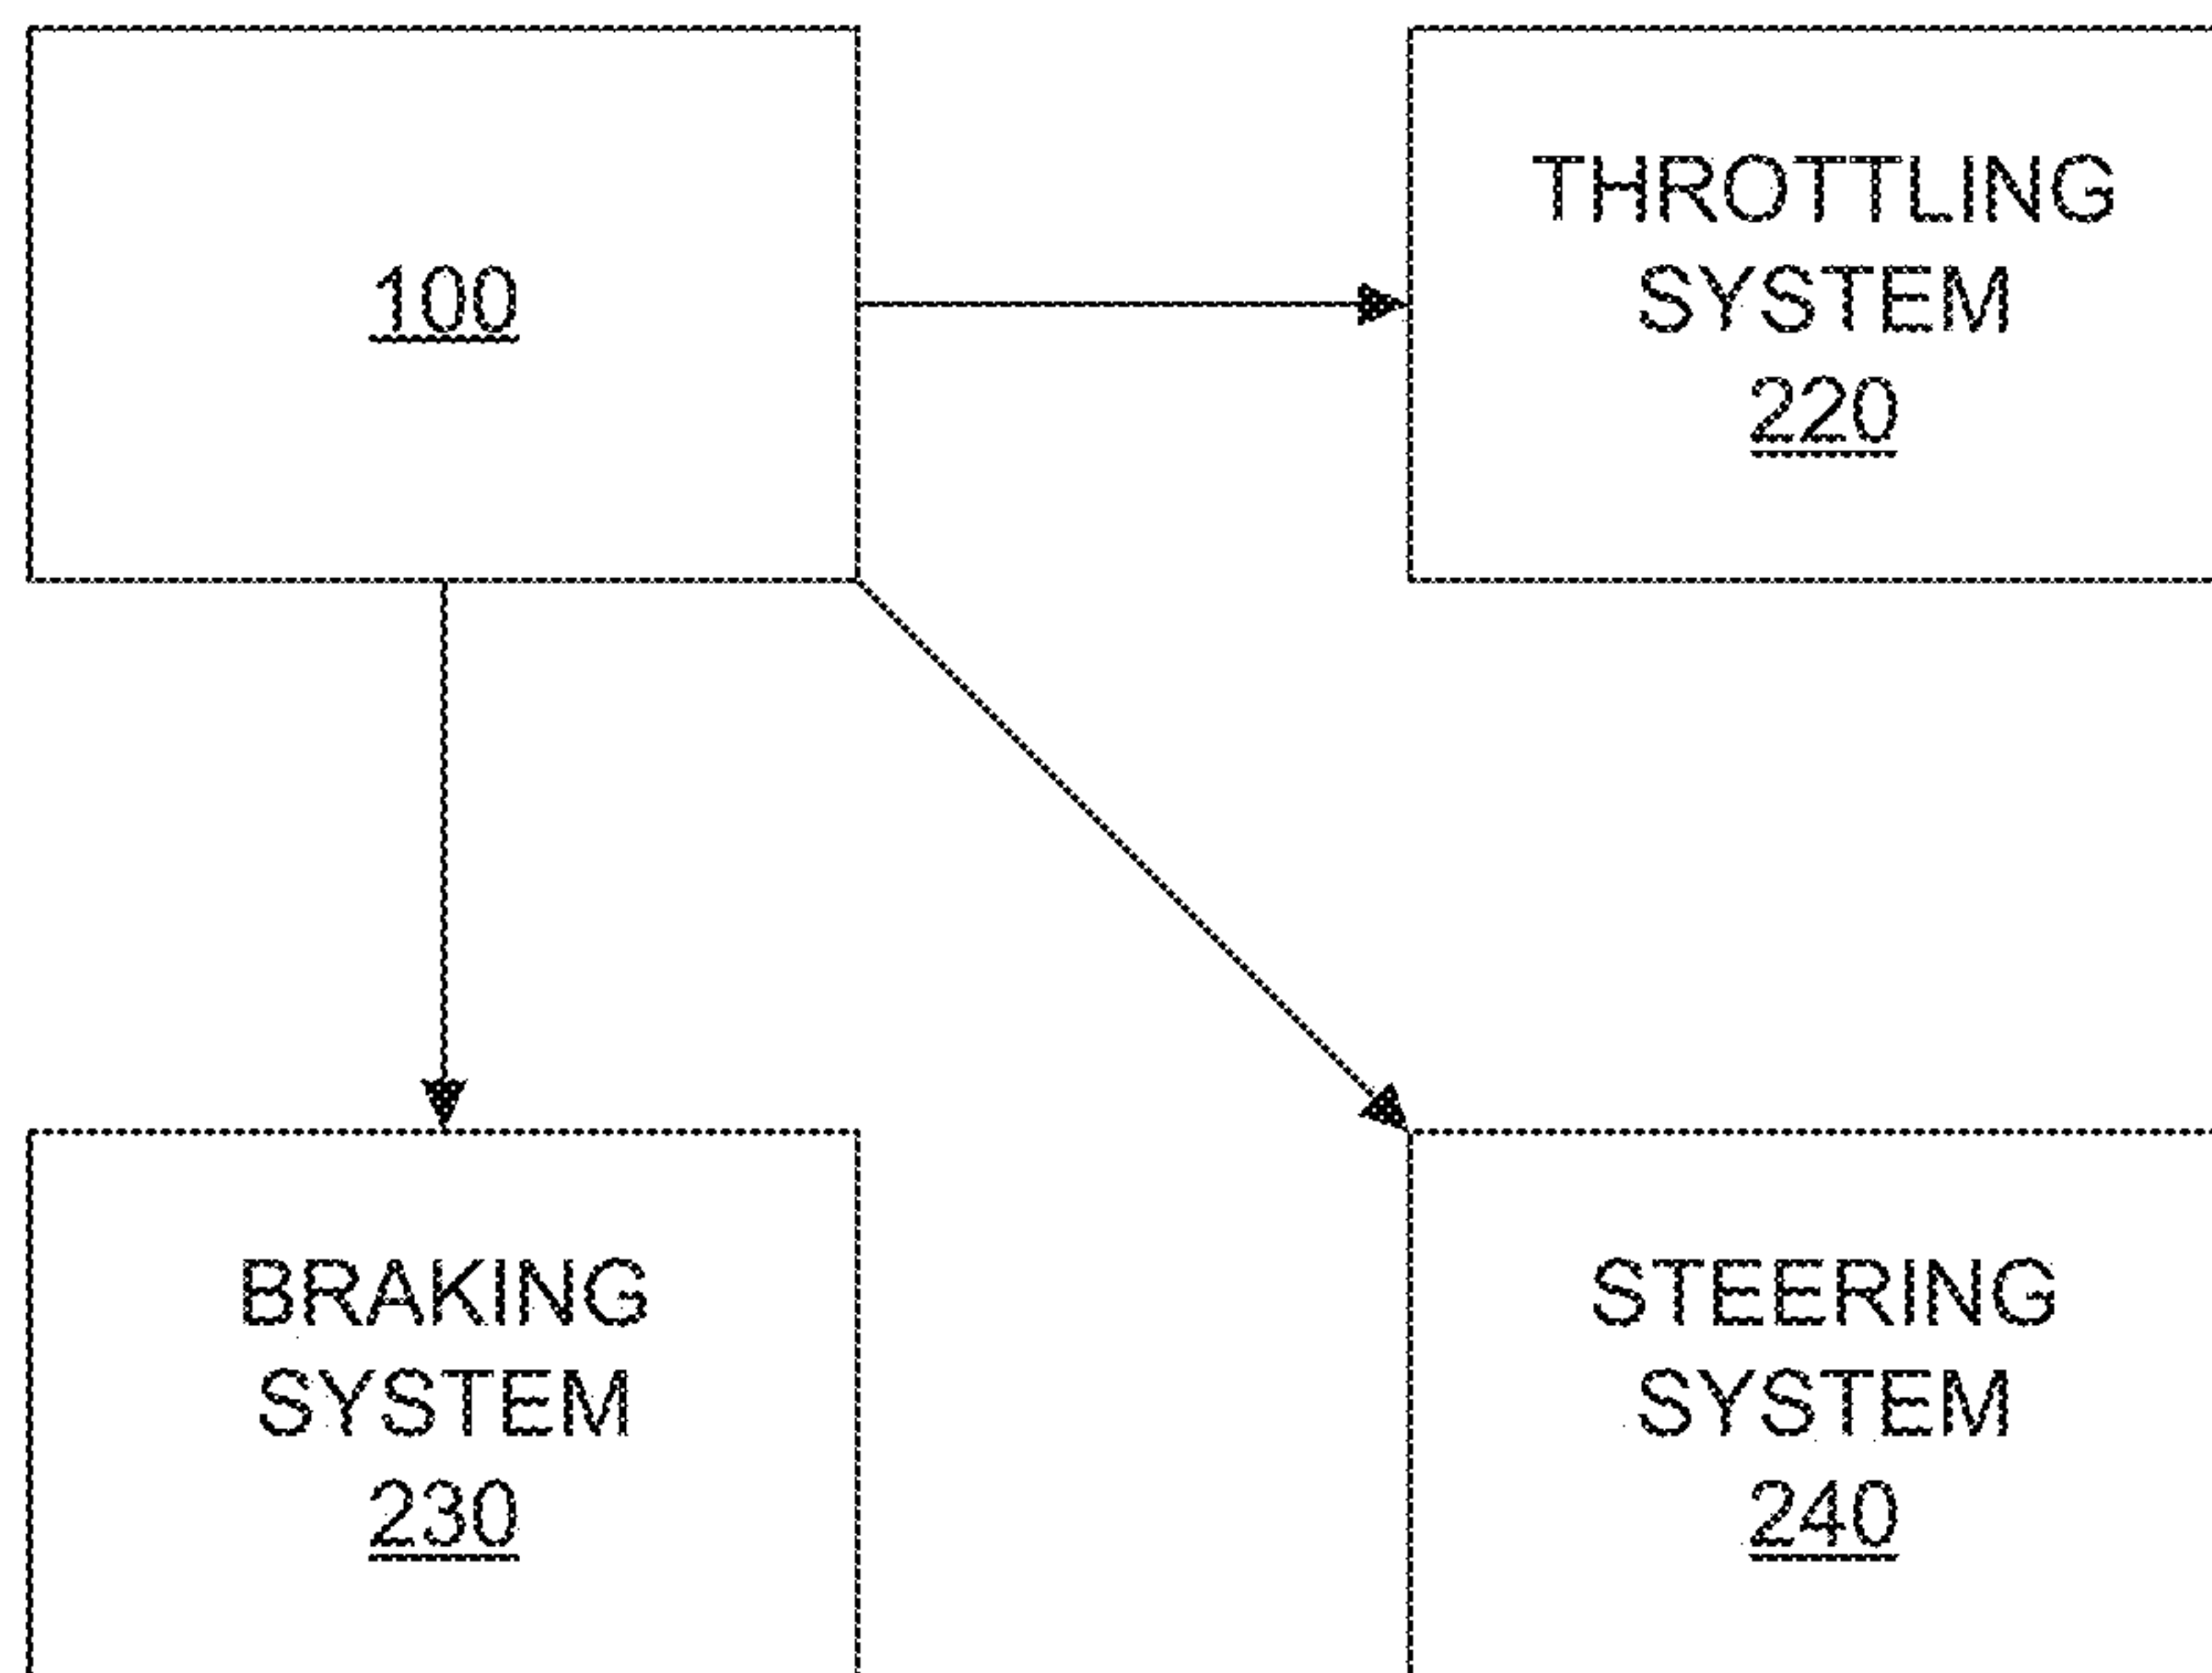 100
THROTTLING
SYSTEM
220
BRAKING
SYSTEM
230
STEERING
SYSTEM
240